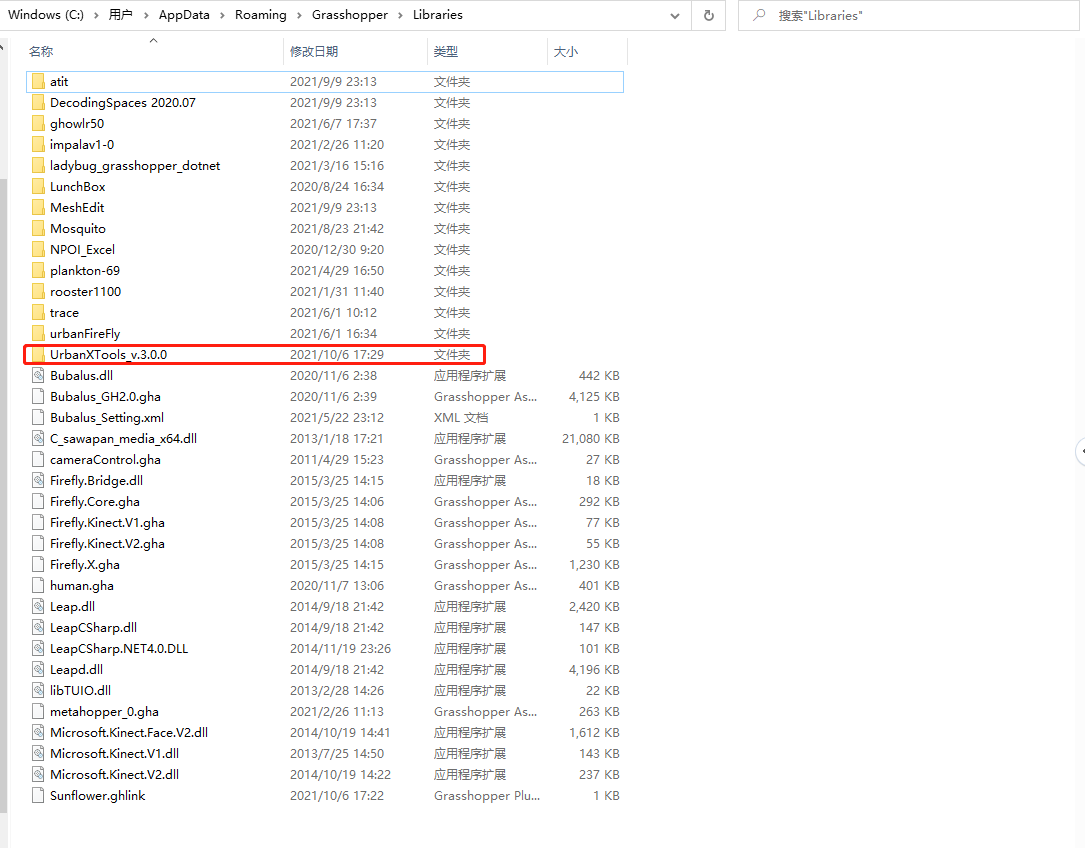 Windows (C:) › 用户 › AppData › Roaming › Grasshopper › Libraries 搜索"Libraries"
名称 修改日期 类型 大小
atit 2021/9/9 23:13 文件夹
DecodingSpaces 2020.07 2021/9/9 23:13 文件夹
ghowlr50 2021/6/7 17:37 文件夹
impalav1-0 2021/2/26 11:20 文件夹
ladybug_grasshopper_dotnet 2021/3/16 15:16 文件夹
LunchBox 2020/8/24 16:34 文件夹
MeshEdit 2021/9/9 23:13 文件夹
Mosquito 2021/8/23 21:42 文件夹
NPOI_Excel 2020/12/30 9:20 文件夹
plankton-69 2021/4/29 16:50 文件夹
rooster1100 2021/1/31 11:40 文件夹
trace 2021/6/1 10:12 文件夹
urbanFireFly 2021/6/1 16:34 文件夹
UrbanXTools_v.3.0.0 2021/10/6 17:29 文件夹
Bubalus.dll 2020/11/6 2:38 应用程序扩展 442 KB
Bubalus_GH2.0.gha 2020/11/6 2:39 Grasshopper As... 4,125 KB
Bubalus_Setting.xml 2021/5/22 23:12 XML 文档 1 KB
C_sawapan_media_x64.dll 2013/1/18 17:21 应用程序扩展 21,080 KB
cameraControl.gha 2011/4/29 15:23 Grasshopper As... 27 KB
Firefly.Bridge.dll 2015/3/25 14:15 应用程序扩展 18 KB
Firefly.Core.gha 2015/3/25 14:06 Grasshopper As... 292 KB
Firefly.Kinect.V1.gha 2015/3/25 14:08 Grasshopper As... 77 KB
Firefly.Kinect.V2.gha 2015/3/25 14:08 Grasshopper As... 55 KB
Firefly.X.gha 2015/3/25 14:15 Grasshopper As... 1,230 KB
human.gha 2020/11/7 13:06 Grasshopper As... 401 KB
Leap.dll 2014/9/18 21:42 应用程序扩展 2,420 KB
LeapCSharp.dll 2014/9/18 21:42 应用程序扩展 147 KB
LeapCSharp.NET4.0.DLL 2014/11/19 23:26 应用程序扩展 101 KB
Leapd.dll 2014/9/18 21:42 应用程序扩展 4,196 KB
libTUIO.dll 2013/2/28 14:26 应用程序扩展 22 KB
metahopper_0.gha 2021/2/26 11:13 Grasshopper As... 263 KB
Microsoft.Kinect.Face.V2.dll 2014/10/19 14:41 应用程序扩展 1,612 KB
Microsoft.Kinect.V1.dll 2013/7/25 14:50 应用程序扩展 143 KB
Microsoft.Kinect.V2.dll 2014/10/19 14:22 应用程序扩展 237 KB
Sunflower.ghlink 2021/10/6 17:22 Grasshopper Plu... 1 KB